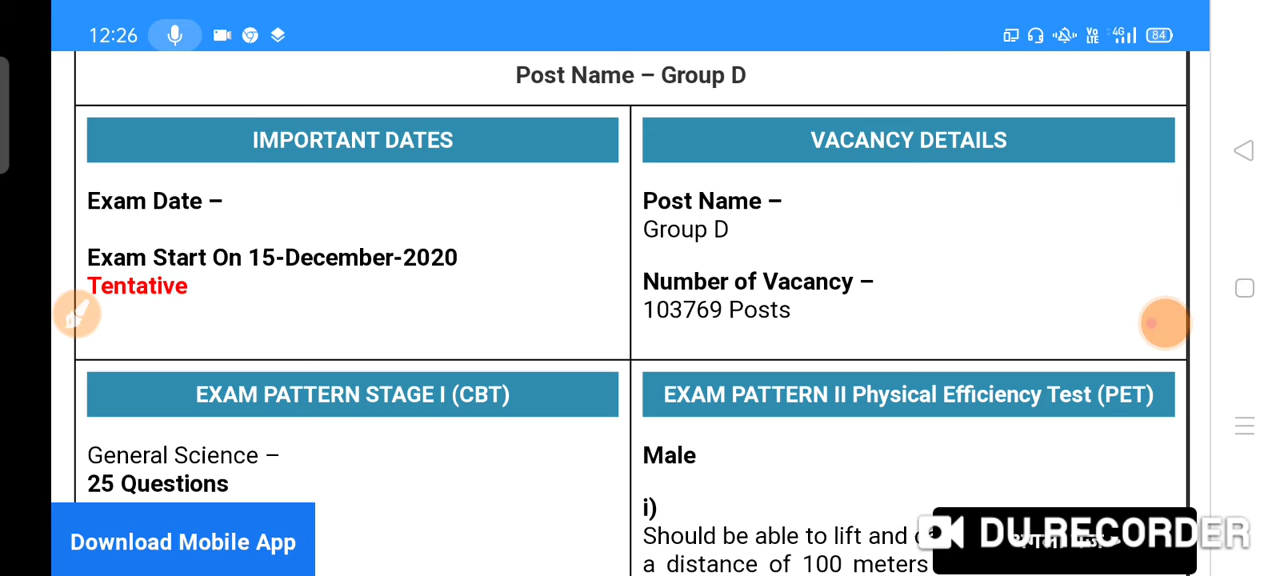 12:26
Vo LTE 4G 84
Post Name – Group D
IMPORTANT DATES
VACANCY DETAILS
Exam Date –
Exam Start On 15-December-2020
Tentative
Post Name –
Group D
Number of Vacancy –
103769 Posts
EXAM PATTERN STAGE I (CBT)
EXAM PATTERN II Physical Efficiency Test (PET)
General Science –
25 Questions
Male
i)
Should be able to lift and
a distance of 100 meters
Download Mobile App
DU RECORDER